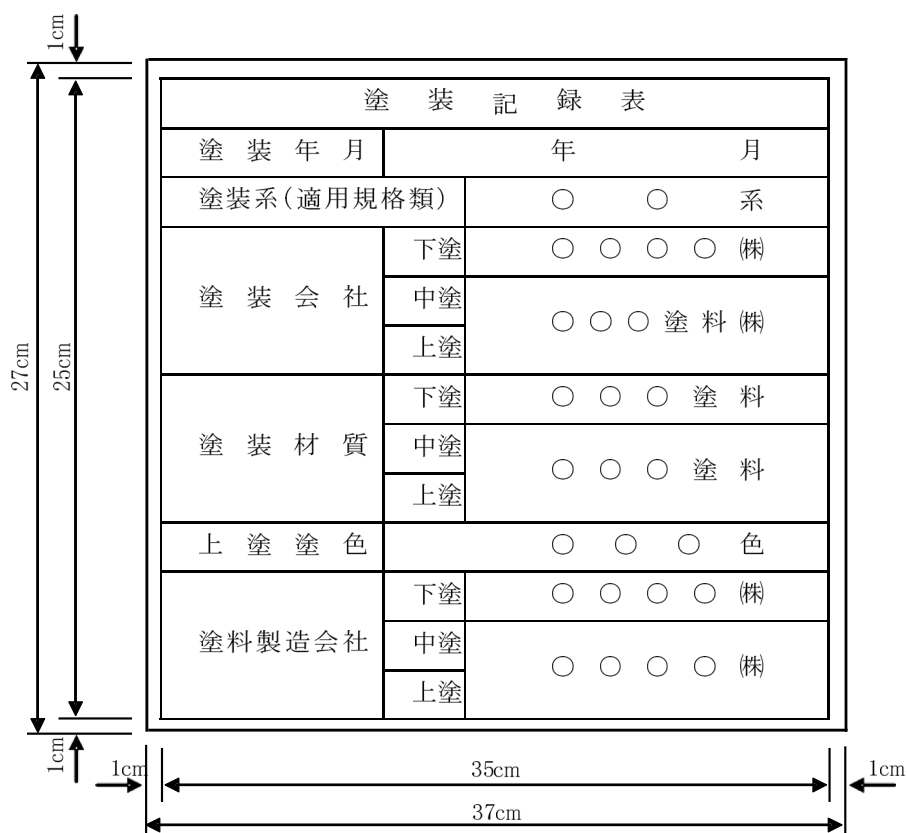 1cm
27cm
25cm
塗装記録表
塗装年月 年 月
塗装系(適用規格類) ○ ○ 系
塗装会社 下塗 ○○○○㈱
中塗 ○○○塗料㈱
上塗
塗装材質 下塗 ○○○塗料
中塗 ○○○塗料
上塗
上塗塗色 ○○○色
塗料製造会社 下塗 ○○○○㈱
中塗 ○○○○㈱
上塗
1cm
1cm 35cm 1cm
37cm